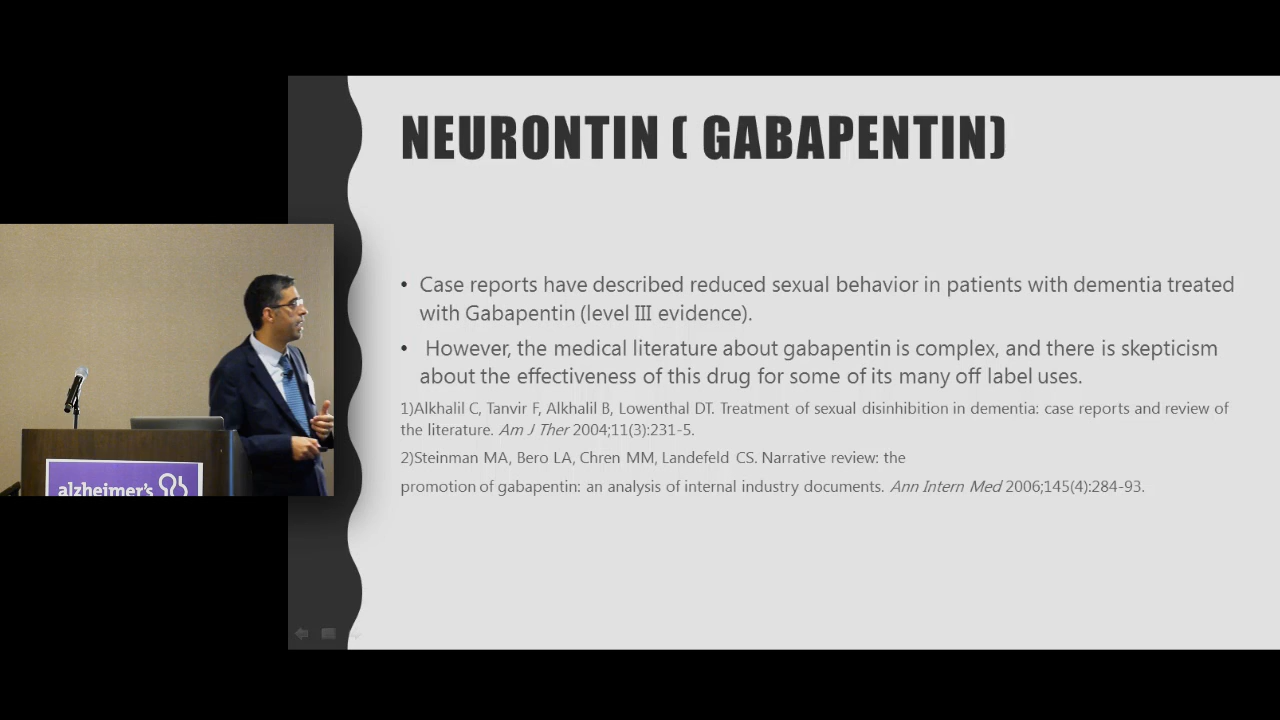 NEURONTIN ( GABAPENTIN)
• Case reports have described reduced sexual behavior in patients with dementia treated
with Gabapentin (level III evidence).
• However, the medical literature about gabapentin is complex, and there is skepticism
about the effectiveness of this drug for some of its many off label uses.
1)Alkhalil C, Tanvir F, Alkhalil B, Lowenthal DT. Treatment of sexual disinhibition in dementia: case reports and review of
the literature. Am J Ther 2004;11(3):231-5.
2)Steinman MA, Bero LA, Chren MM, Landefeld CS. Narrative review: the
promotion of gabapentin: an analysis of internal industry documents. Ann Intern Med 2006;145(4):284-93.
alzheimer's